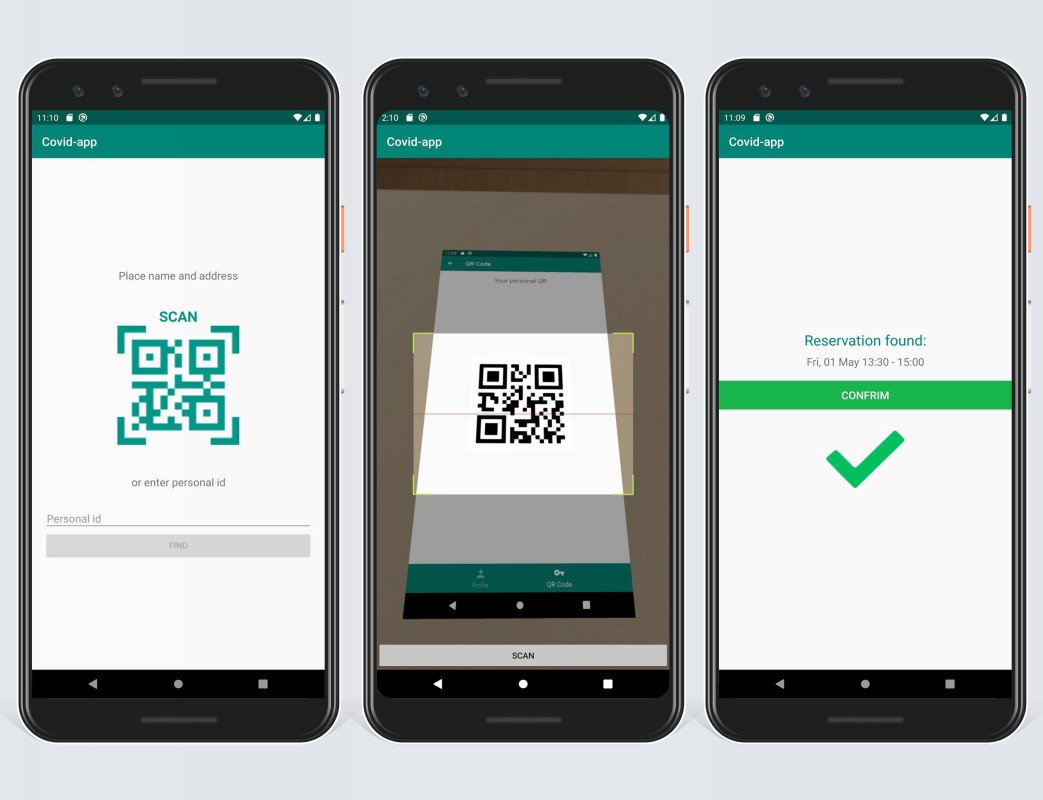 11:10
Covid-app
Place name and address
SCAN
or enter personal id
Personal id
FIND
2:10
Covid-app
11:09
QR Code
Your personal QR:
Profile
QR Code
SCAN
11:09
Covid-app
Reservation found:
Fri, 01 May 13:30 - 15:00
CONFRIM